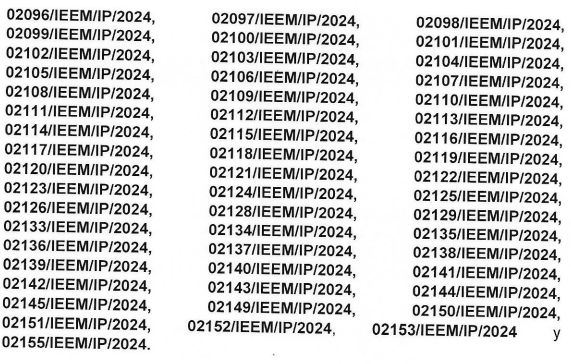 02096/IEEM/IP/2024, 02097/IEEM/IP/2024, 02098/IEEM/IP/2024,
02099/IEEM/IP/2024, 02100/IEEM/IP/2024, 02101/IEEM/IP/2024,
02102/IEEM/IP/2024, 02103/IEEM/IP/2024, 02104/IEEM/IP/2024,
02105/IEEM/IP/2024, 02106/IEEM/IP/2024, 02107/IEEM/IP/2024,
02108/IEEM/IP/2024, 02109/IEEM/IP/2024, 02110/IEEM/IP/2024,
02111/IEEM/IP/2024, 02112/IEEM/IP/2024, 02113/IEEM/IP/2024,
02114/IEEM/IP/2024, 02115/IEEM/IP/2024, 02116/IEEM/IP/2024,
02117/IEEM/IP/2024, 02118/IEEM/IP/2024, 02119/IEEM/IP/2024,
02120/IEEM/IP/2024, 02121/IEEM/IP/2024, 02122/IEEM/IP/2024,
02123/IEEM/IP/2024, 02124/IEEM/IP/2024, 02125/IEEM/IP/2024,
02126/IEEM/IP/2024, 02128/IEEM/IP/2024, 02129/IEEM/IP/2024,
02133/IEEM/IP/2024, 02134/IEEM/IP/2024, 02135/IEEM/IP/2024,
02136/IEEM/IP/2024, 02137/IEEM/IP/2024, 02138/IEEM/IP/2024,
02139/IEEM/IP/2024, 02140/IEEM/IP/2024, 02141/IEEM/IP/2024,
02142/IEEM/IP/2024, 02143/IEEM/IP/2024, 02144/IEEM/IP/2024,
02145/IEEM/IP/2024, 02149/IEEM/IP/2024, 02150/IEEM/IP/2024,
02151/IEEM/IP/2024, 02152/IEEM/IP/2024, 02153/IEEM/IP/2024 y
02155/IEEM/IP/2024.